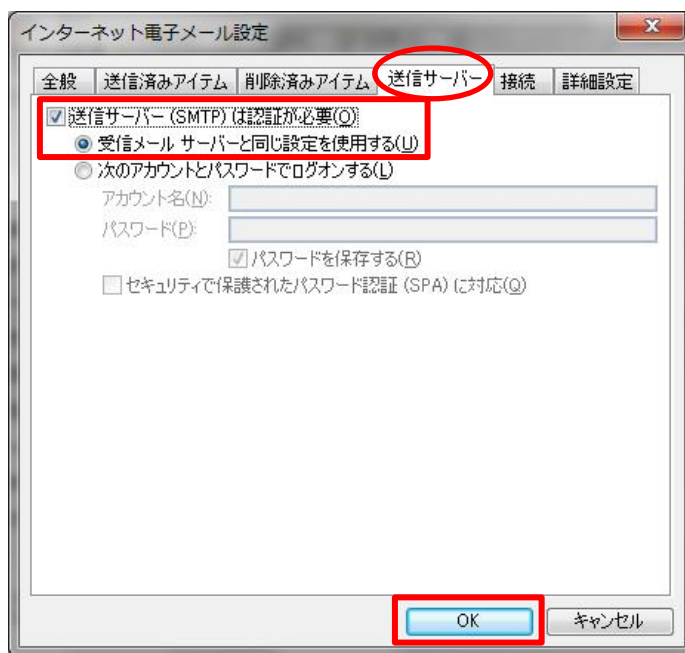 インターネット電子メール設定
全般 送信済みアイテム 削除済みアイテム 送信サーバー 接続 詳細設定
送信サーバー (SMTP) は認証が必要(O)
受信メール サーバーと同じ設定を使用する(U)
次のアカウントとパスワードでログオンする(L)
アカウント名(N):
パスワード(P):
パスワードを保存する(R)
セキュリティで保護されたパスワード認証 (SPA) に対応(Q)
OK キャンセル